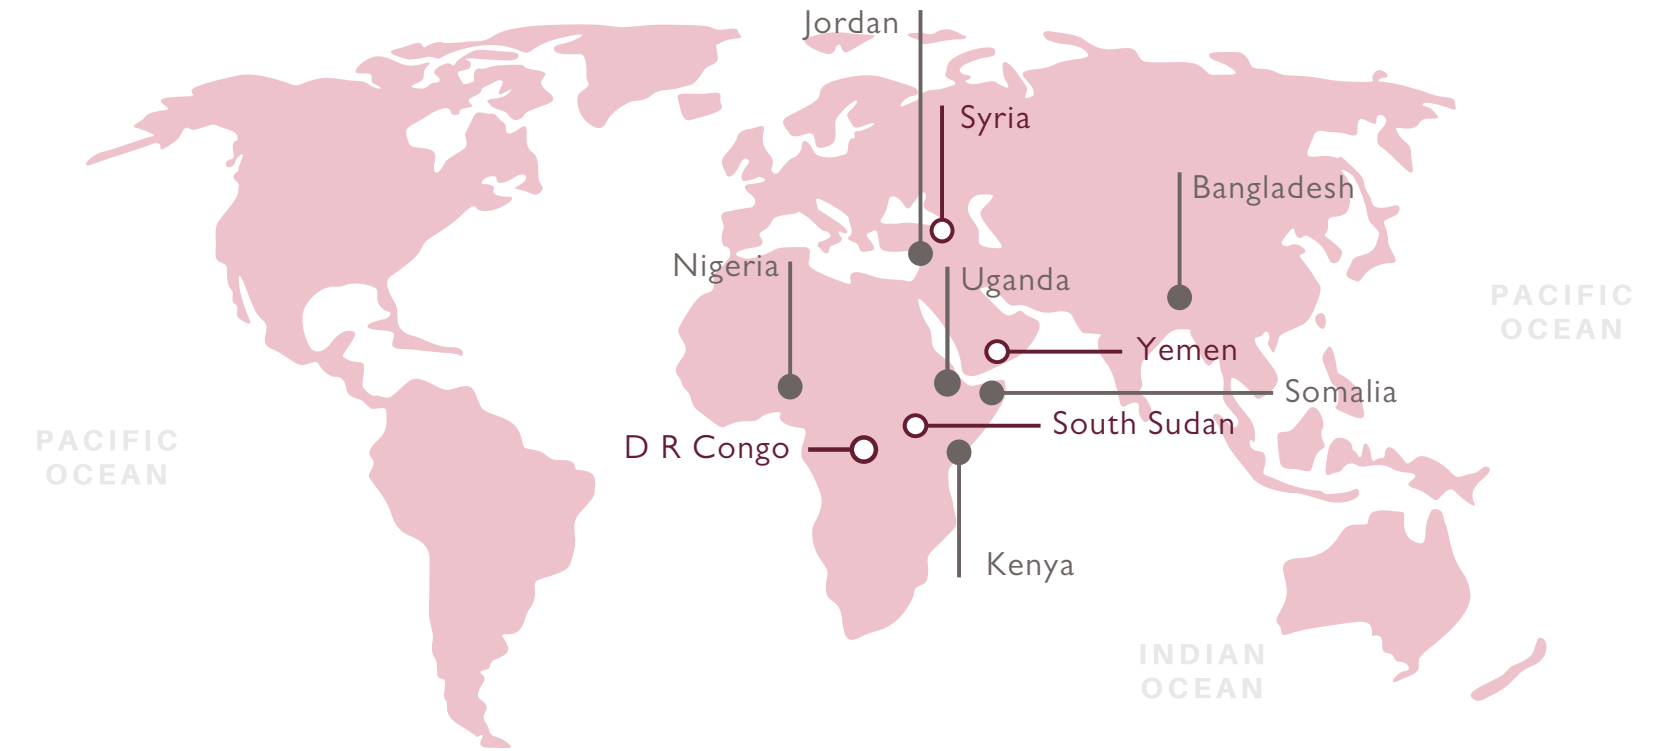 Jordan
Syria
Bangladesh
Nigeria
Uganda
PACIFIC
OCEAN
Yemen
Somalia
South Sudan
D R Congo
PACIFIC
OCEAN
Kenya
INDIAN
OCEAN